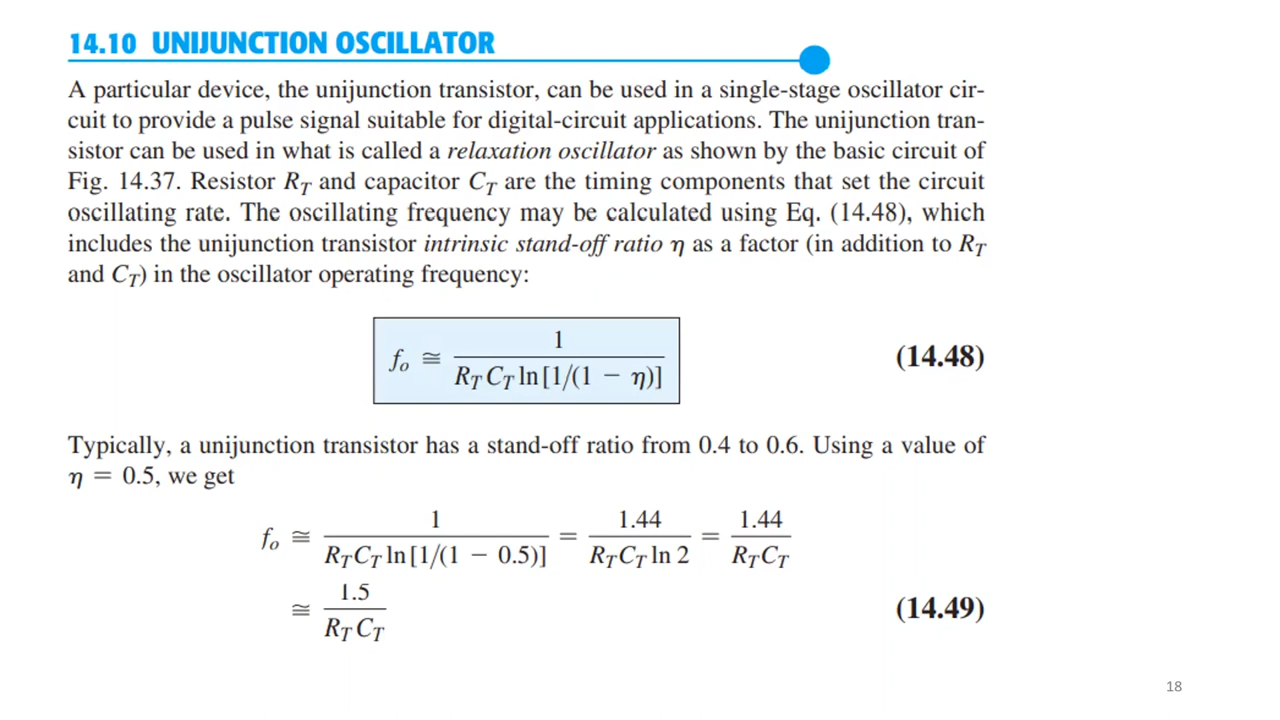 14.10 UNIJUNCTION OSCILLATOR
A particular device, the unijunction transistor, can be used in a single-stage oscillator cir-
cuit to provide a pulse signal suitable for digital-circuit applications. The unijunction tran-
sistor can be used in what is called a relaxation oscillator as shown by the basic circuit of
Fig. 14.37. Resistor R_T and capacitor C_T are the timing components that set the circuit
oscillating rate. The oscillating frequency may be calculated using Eq. (14.48), which
includes the unijunction transistor intrinsic stand-off ratio η as a factor (in addition to R_T
and C_T) in the oscillator operating frequency:
f_o ≅ 1 / R_T C_T ln[1/(1 − η)] (14.48)
Typically, a unijunction transistor has a stand-off ratio from 0.4 to 0.6. Using a value of
η = 0.5, we get
f_o ≅ 1 / R_T C_T ln[1/(1 − 0.5)] = 1.44 / R_T C_T ln 2 = 1.44 / R_T C_T
≅ 1.5 / R_T C_T (14.49)
18